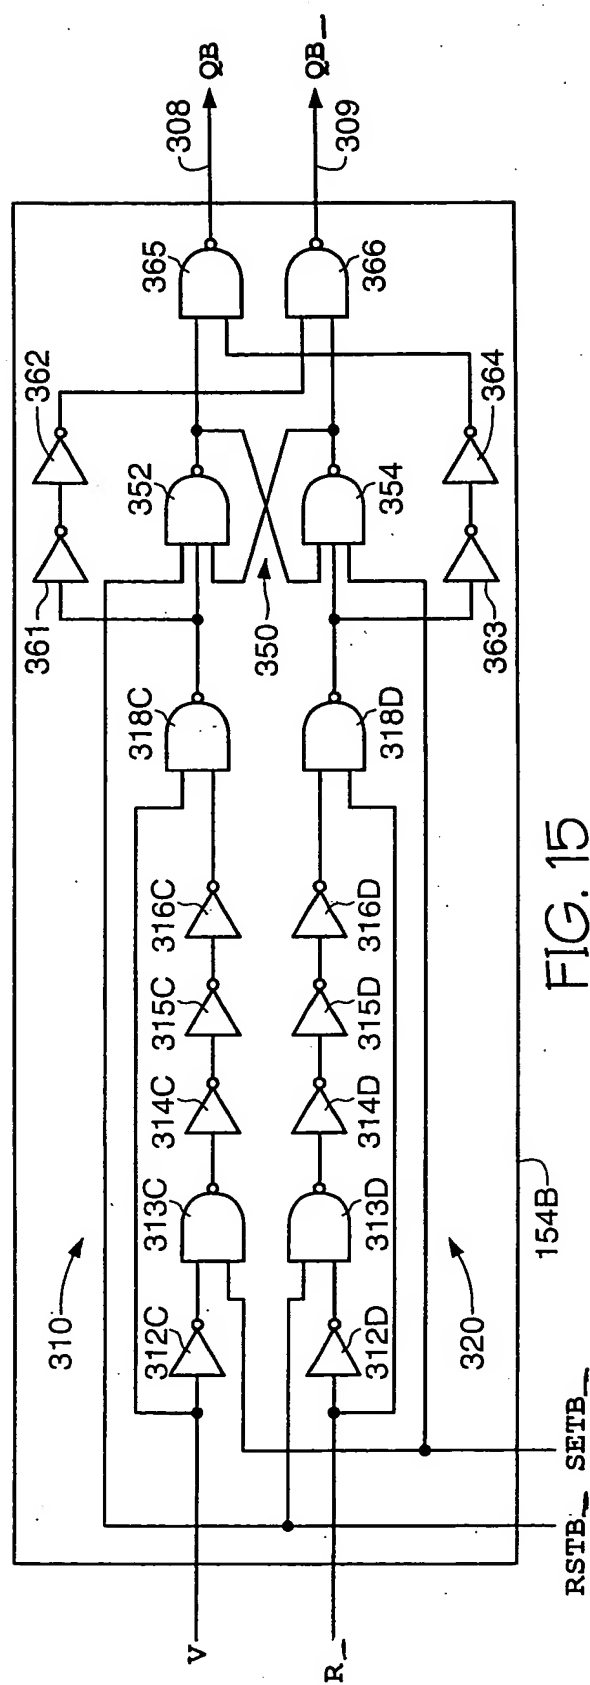 QB
QB_
308
309
365
366
362
364
352
354
361
350
363
318C
318D
316C
316D
315C
315D
314C
314D
313C
313D
310
312C
312D
320
154B
V
R_
RSTB_
SETB_
FIG. 15